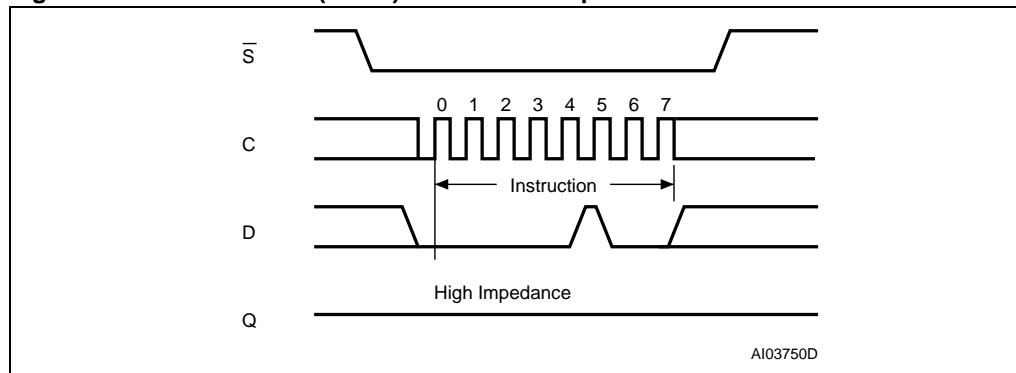 S̅
0 1 2 3 4 5 6 7
C
Instruction
D
High Impedance
Q
AI03750D